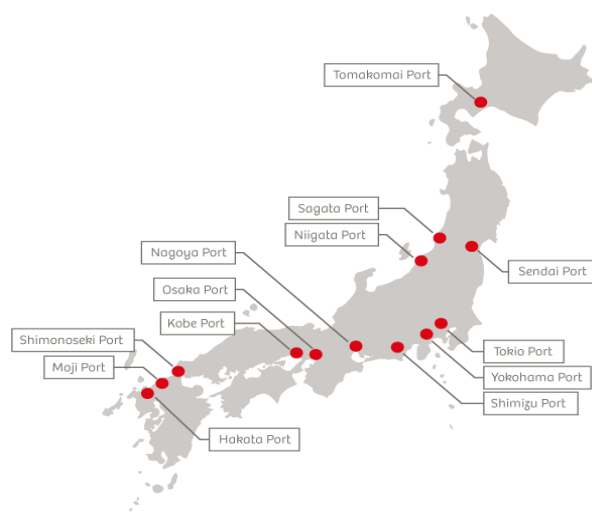 Tomakomai Port
Sagata Port
Niigata Port
Nagoya Port
Sendai Port
Osaka Port
Kobe Port
Shimonoseki Port
Tokio Port
Moji Port
Yokohama Port
Shimizu Port
Hakata Port